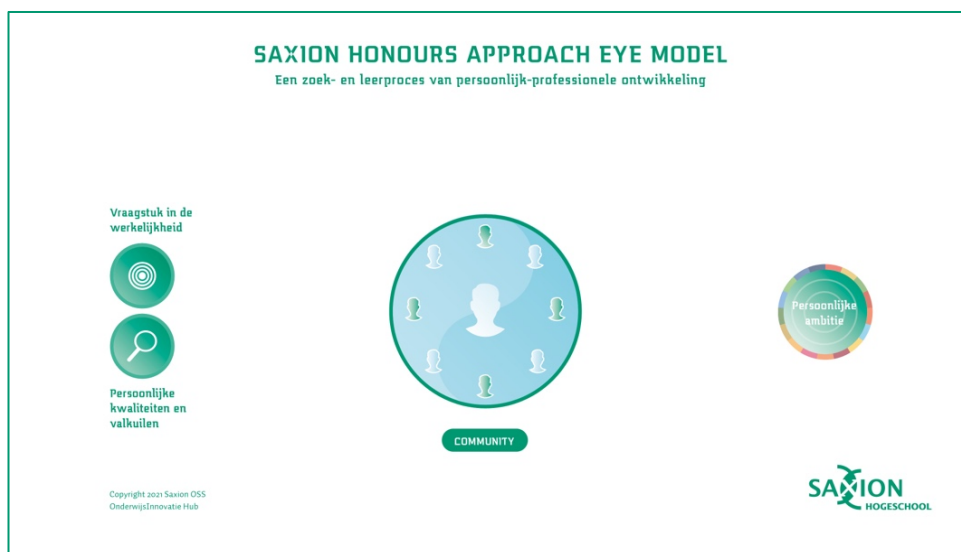 SAXION HONOURS APPROACH EYE MODEL
Een zoek- en leerproces van persoonlijk-professionele ontwikkeling
Vraagstuk in de
werkelijkheid
Persoonlijke
kwaliteiten en
valkuilen
COMMUNITY
Persoonlijke
ambitie
Copyright 2021 Saxion OSS
OnderwijsInnovatie Hub
SAXION
HOGESCHOOL